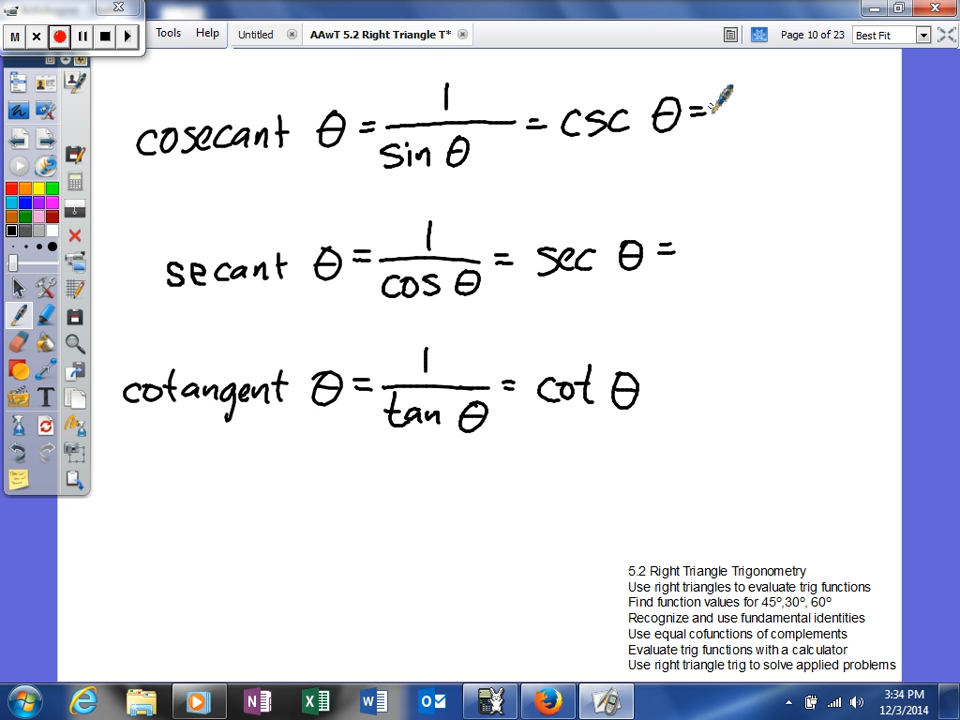 Tools Help Untitled AAwT 5.2 Right Triangle T* Page 10 of 23 Best Fit
M
cosecant θ = 1/sin θ = csc θ =
secant θ = 1/cos θ = sec θ =
cotangent θ = 1/tan θ = cot θ
5.2 Right Triangle Trigonometry
Use right triangles to evaluate trig functions
Find function values for 45°,30°, 60°
Recognize and use fundamental identities
Use equal cofunctions of complements
Evaluate trig functions with a calculator
Use right triangle trig to solve applied problems
3:34 PM
12/3/2014